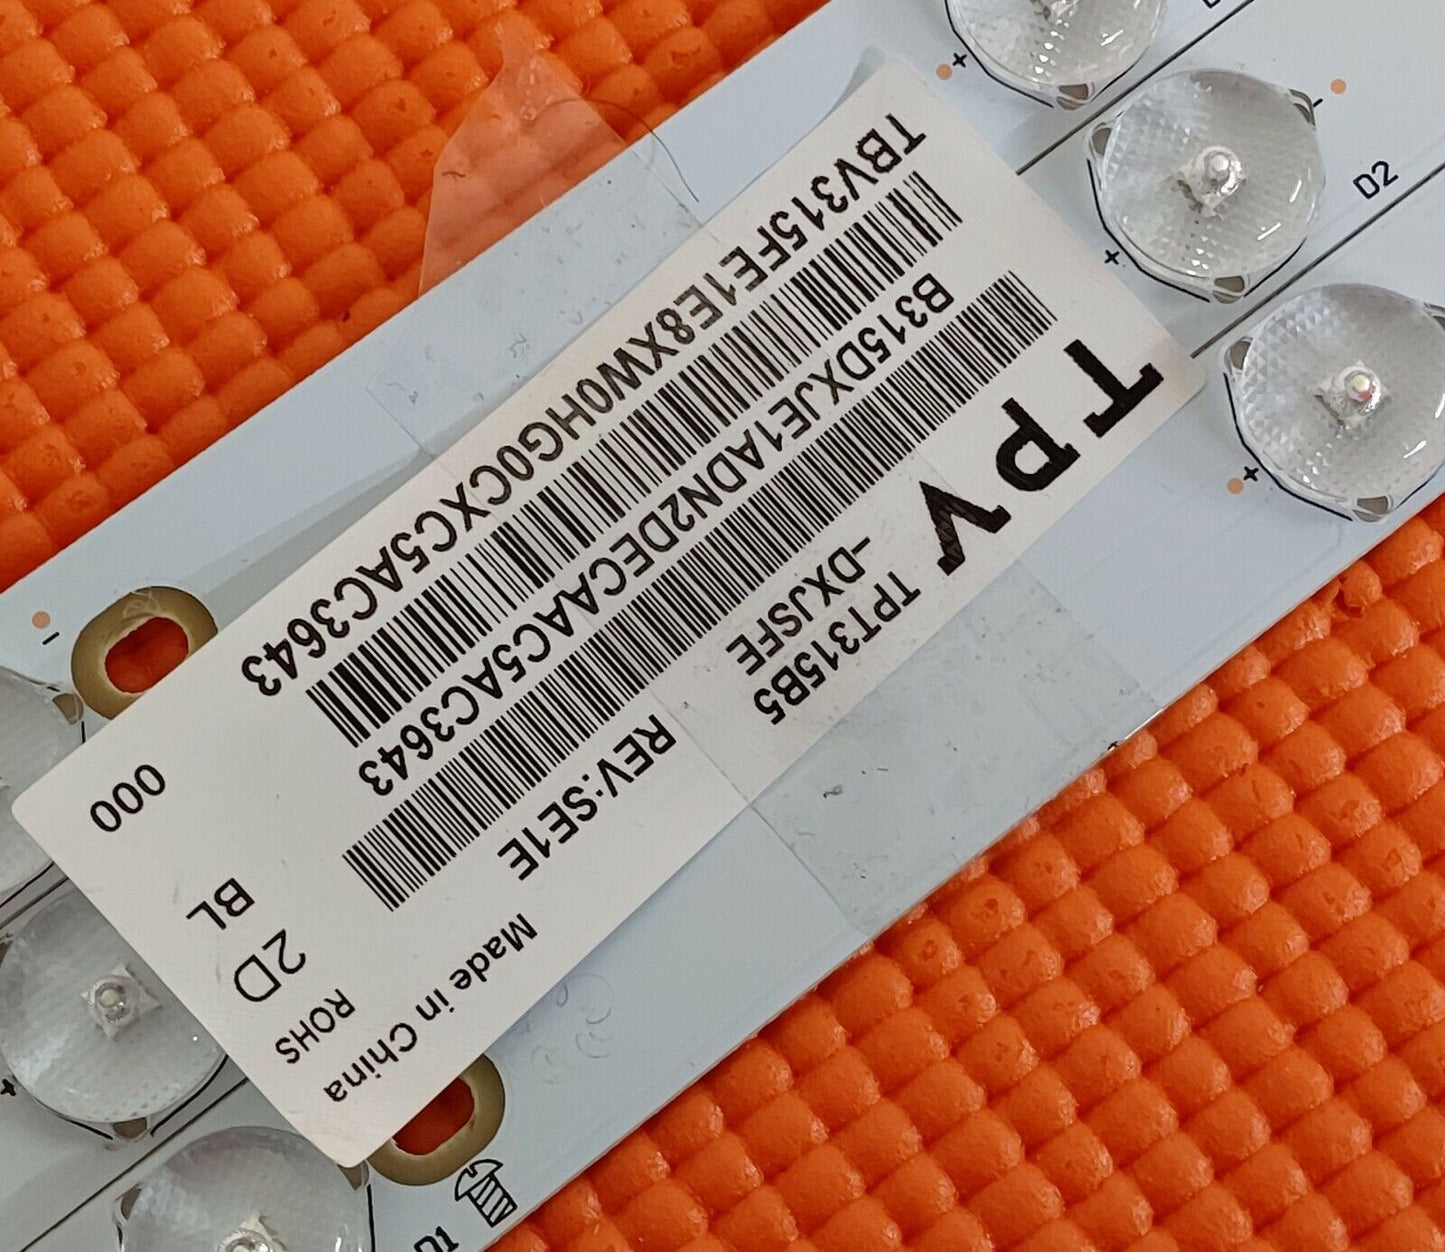 TPV
TPT315B5
-DXJSFE
REV:SE1E
Made in China
B315DXJE1ADN2DECAAC5AC3643
ROHS
2D
TBV315FE1E8XW0HG0CXC5AC3643
BL
000
D2
D1